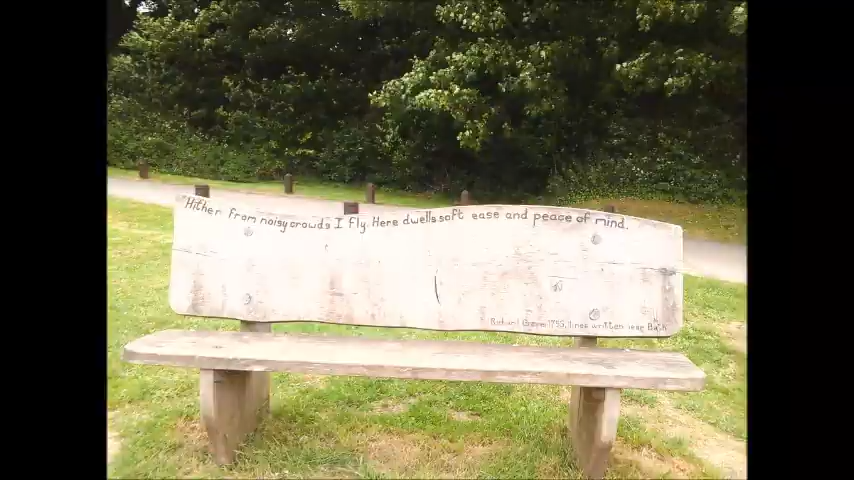 Hither from noisy crowds I fly. Here dwells soft ease and peace of mind.
Richard Graves 1755, lines written near Bath